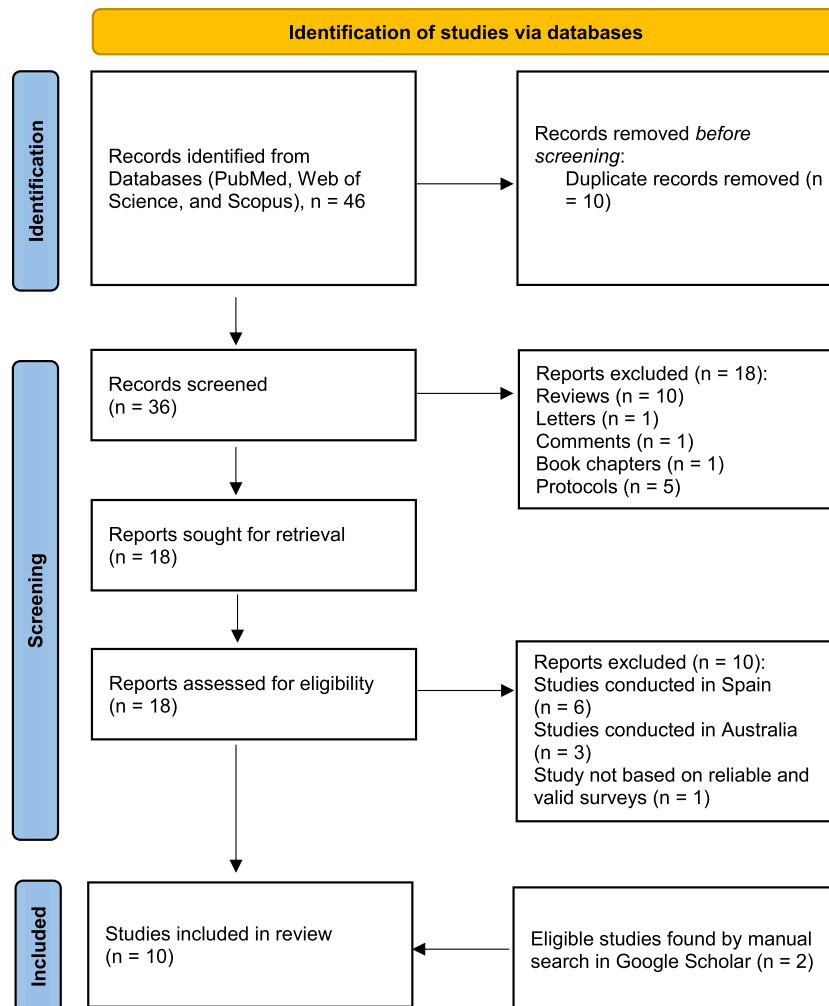 Identification of studies via databases
Identification
Records identified from
Databases (PubMed, Web of
Science, and Scopus), n = 46
Records removed before
screening:
Duplicate records removed (n
= 10)
Screening
Records screened
(n = 36)
Reports excluded (n = 18):
Reviews (n = 10)
Letters (n = 1)
Comments (n = 1)
Book chapters (n = 1)
Protocols (n = 5)
Reports sought for retrieval
(n = 18)
Reports assessed for eligibility
(n = 18)
Reports excluded (n = 10):
Studies conducted in Spain
(n = 6)
Studies conducted in Australia
(n = 3)
Study not based on reliable and
valid surveys (n = 1)
Included
Studies included in review
(n = 10)
Eligible studies found by manual
search in Google Scholar (n = 2)